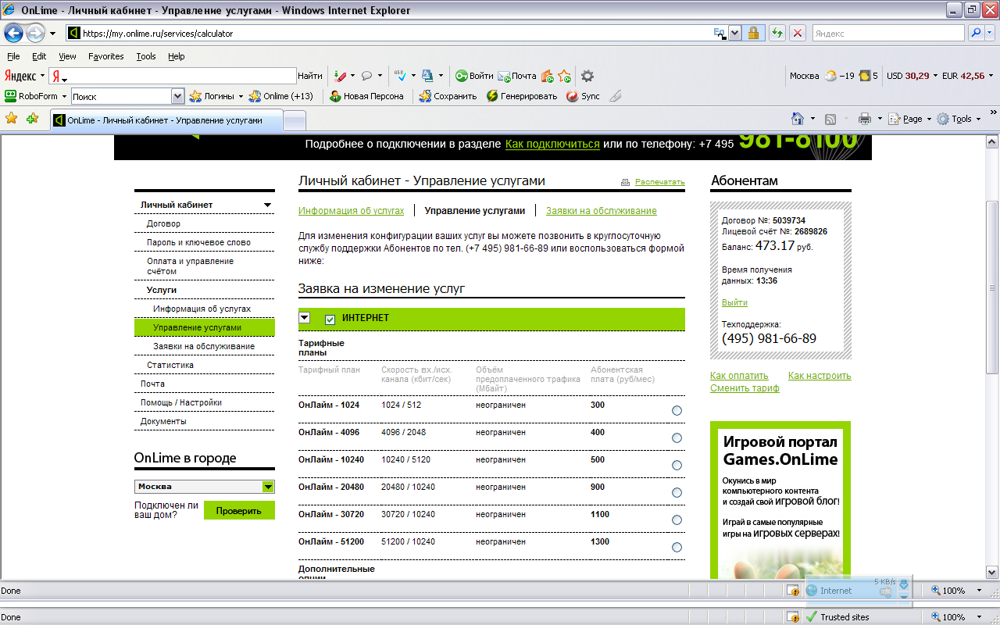 OnLime - Личный кабинет - Управление услугами - Windows Internet Explorer
https://my.onlime.ru/services/calculator
Яндекс
File Edit View Favorites Tools Help
Яндекс Я Найти АБВ Войти Почта Москва −19 5 USD 30,29 EUR 42,56
RoboForm Поиск Логины Onlime (+13) Новая Персона Сохранить Генерировать Sync
OnLime - Личный кабинет - Управление услугами Page Tools
Подробнее о подключении в разделе Как подключиться или по телефону: +7 495 981-8100
Личный кабинет
Договор
Пароль и ключевое слово
Оплата и управление
счётом
Услуги
Информация об услугах
Управление услугами
Заявки на обслуживание
Статистика
Почта
Помощь / Настройки
Документы
OnLime в городе
Москва
Подключен ли
ваш дом?
Проверить
Личный кабинет - Управление услугами Распечатать
Информация об услугах Управление услугами Заявки на обслуживание
Для изменения конфигурации ваших услуг вы можете позвонить в круглосуточную
службу поддержки Абонентов по тел. (+7 495) 981-66-89 или воспользоваться формой
ниже:
Заявка на изменение услуг
ИНТЕРНЕТ
Тарифные
планы
Тарифный план Скорость вх./исх. Объём Абонентская
канала (кбит/сек) предоплаченного трафика плата (руб/мес)
(Мбайт)
ОнЛайм - 1024 1024 / 512 неограничен 300
ОнЛайм - 4096 4096 / 2048 неограничен 400
ОнЛайм - 10240 10240 / 5120 неограничен 500
ОнЛайм - 20480 20480 / 10240 неограничен 900
ОнЛайм - 30720 30720 / 10240 неограничен 1100
ОнЛайм - 51200 51200 / 10240 неограничен 1300
Дополнительные
опции
Абонентам
Договор №: 5039734
Лицевой счёт №: 2689826
Баланс: 473.17 руб.
Время получения
данных: 13:36
Выйти
Техподдержка:
(495) 981-66-89
Как оплатить Как настроить
Сменить тариф
Игровой портал
Games.OnLime
Окунись в мир
компьютерного контента
и создай свой игровой блог!
Играй в самые популярные
игры на игровых серверах!
Done Internet 5 KB/s 100%
Done Trusted sites 100%